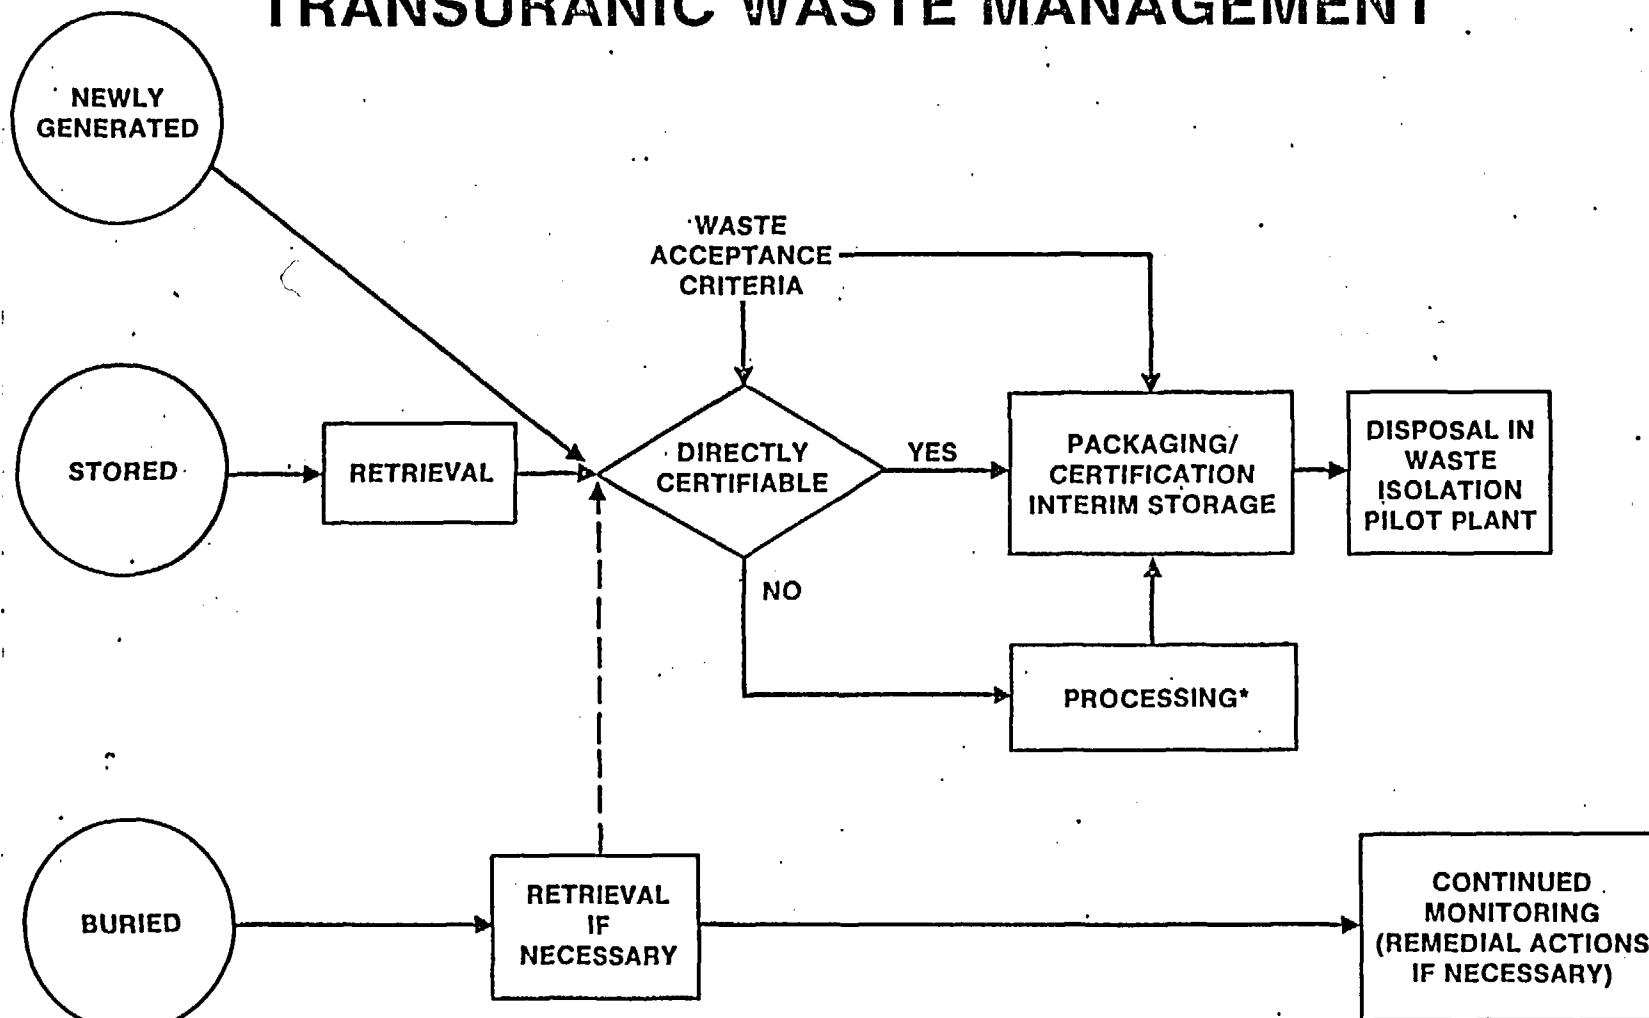 TRANSURANIC WASTE MANAGEMENT
NEWLY
GENERATED
WASTE
ACCEPTANCE
CRITERIA
STORED
RETRIEVAL
DIRECTLY
CERTIFIABLE
YES
PACKAGING/
CERTIFICATION
INTERIM STORAGE
DISPOSAL IN
WASTE
ISOLATION
PILOT PLANT
NO
PROCESSING*
BURIED
RETRIEVAL
IF
NECESSARY
CONTINUED
MONITORING
(REMEDIAL ACTIONS
IF NECESSARY)